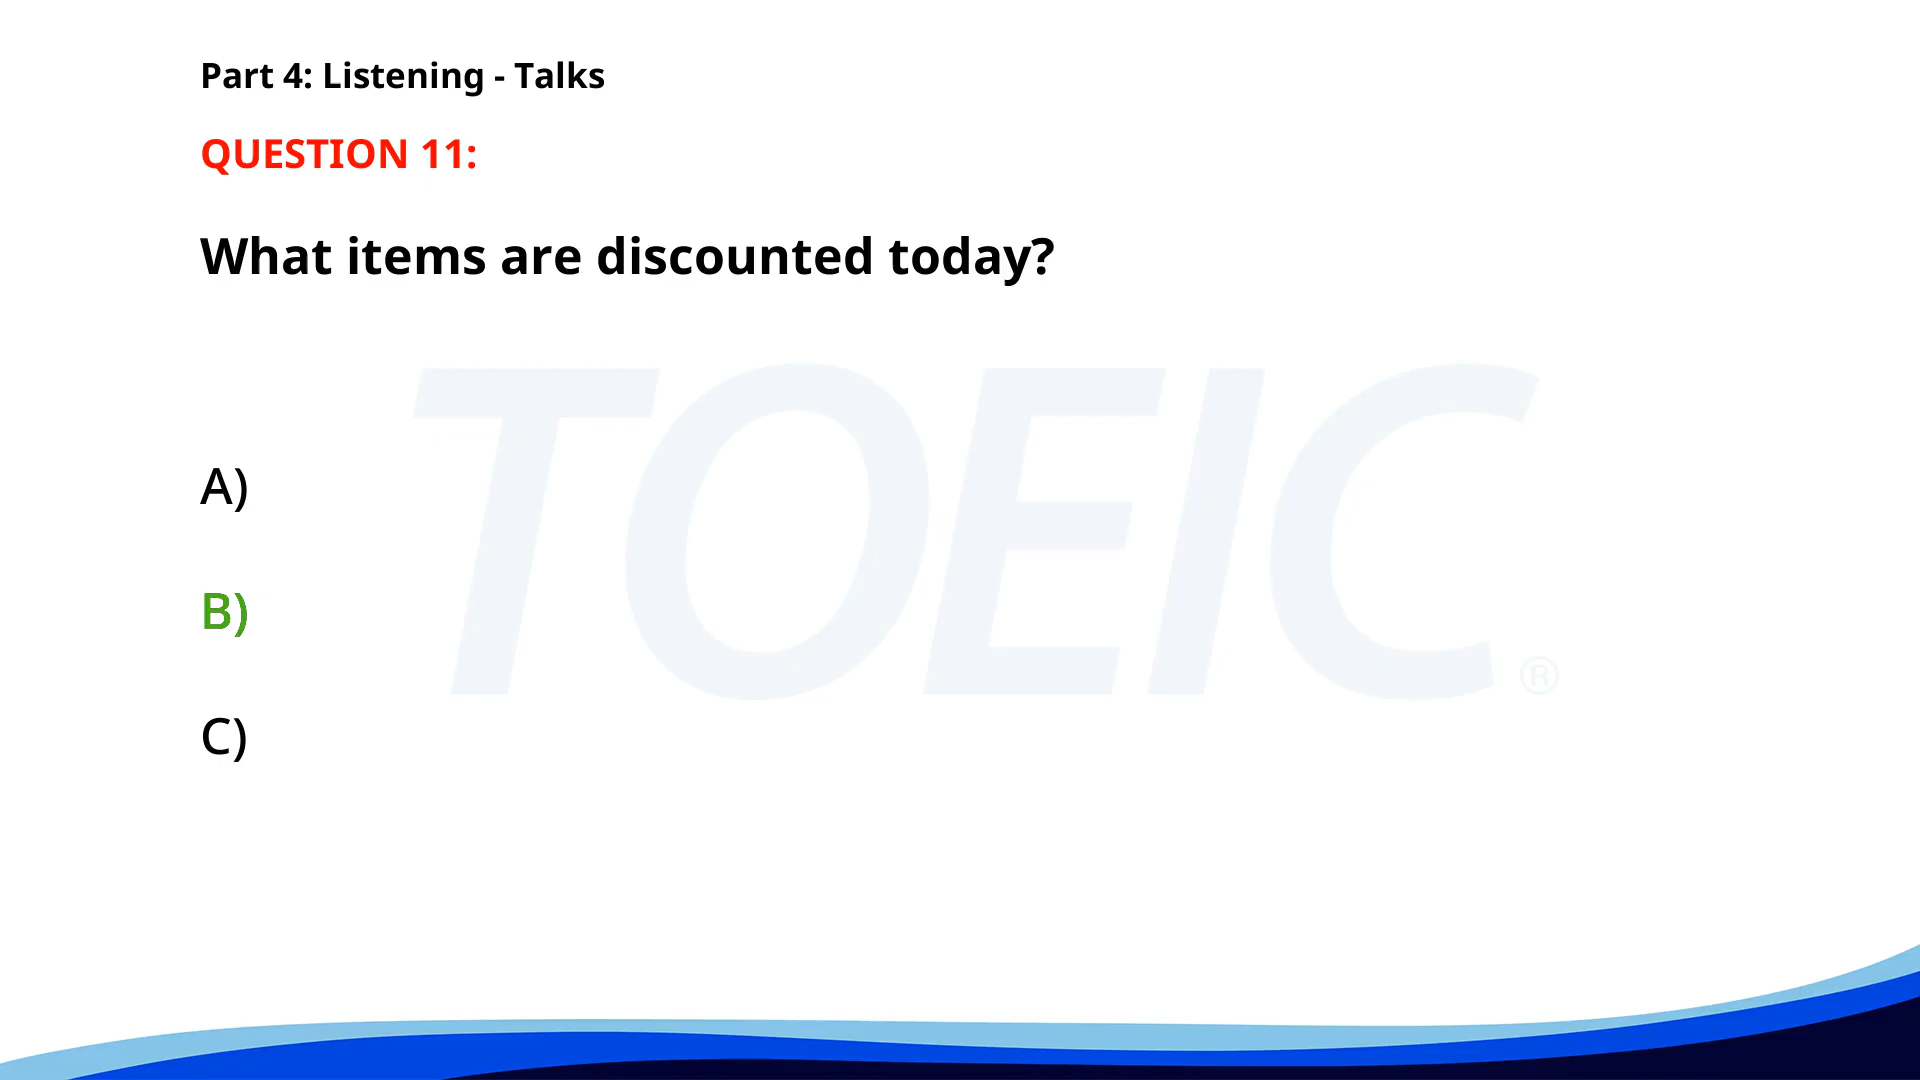 Part 4: Listening - Talks
QUESTION 11:
What items are discounted today?
TOEIC®
A)
B)
C)